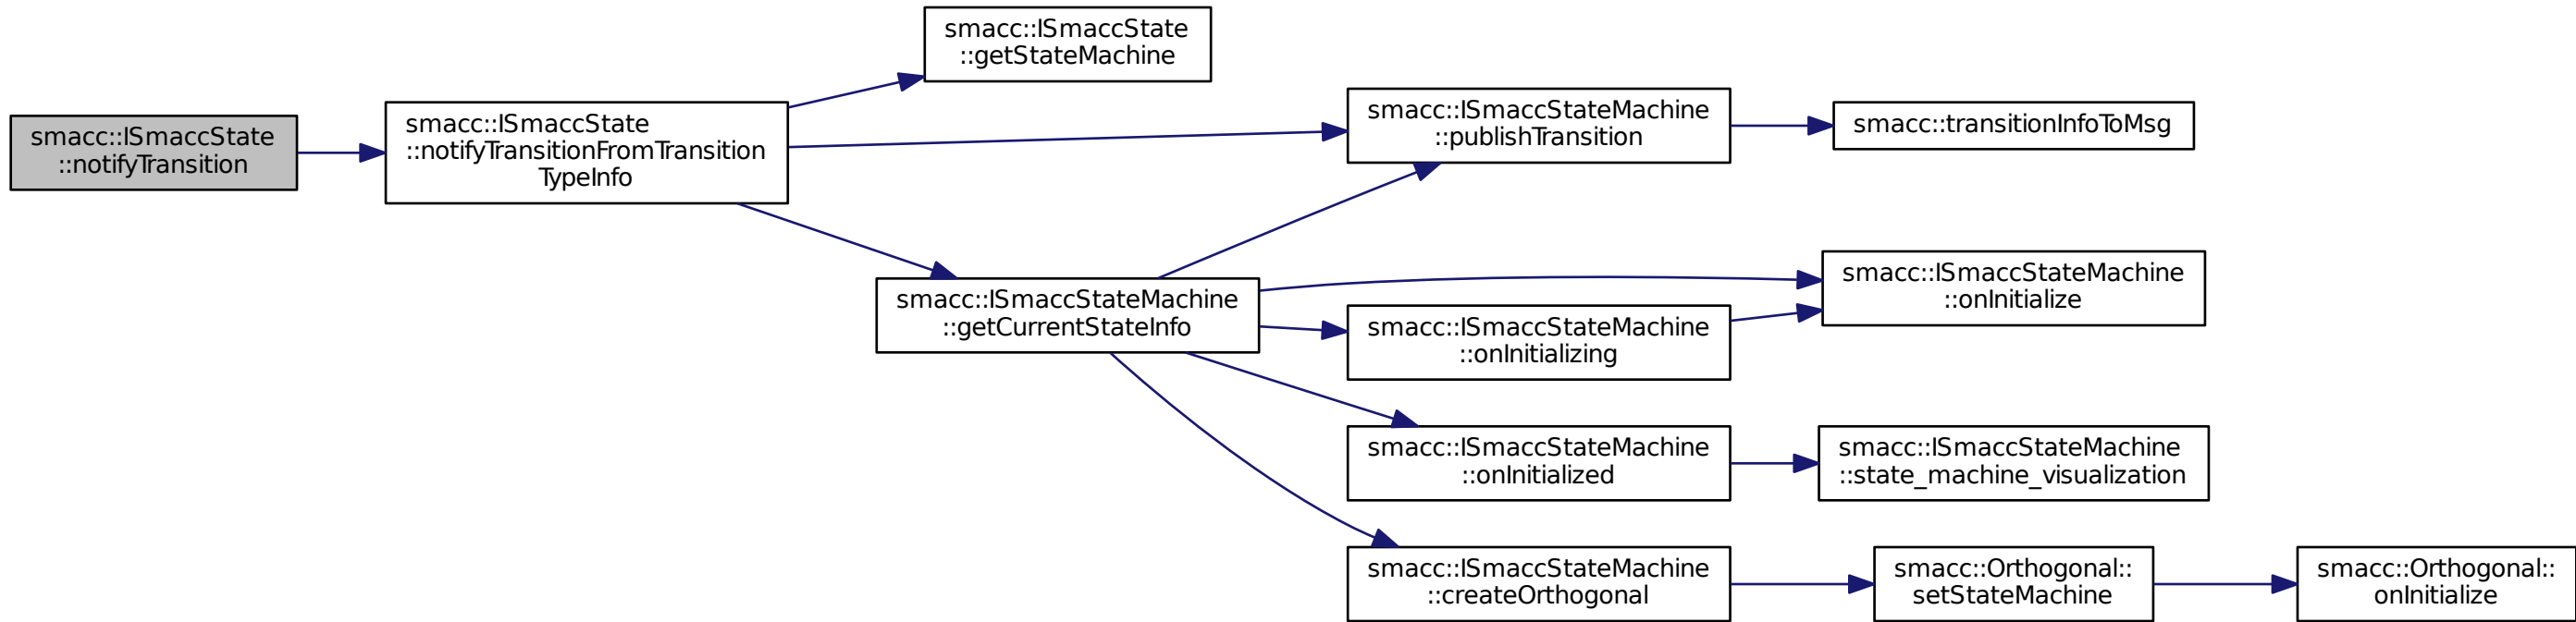 smacc::ISmaccState
::notifyTransition
smacc::ISmaccState
::notifyTransitionFromTransition
TypeInfo
smacc::ISmaccState
::getStateMachine
smacc::ISmaccStateMachine
::getCurrentStateInfo
smacc::ISmaccStateMachine
::publishTransition
smacc::transitionInfoToMsg
smacc::ISmaccStateMachine
::onInitialize
smacc::ISmaccStateMachine
::onInitializing
smacc::ISmaccStateMachine
::onInitialized
smacc::ISmaccStateMachine
::state_machine_visualization
smacc::ISmaccStateMachine
::createOrthogonal
smacc::Orthogonal::
setStateMachine
smacc::Orthogonal::
onInitialize